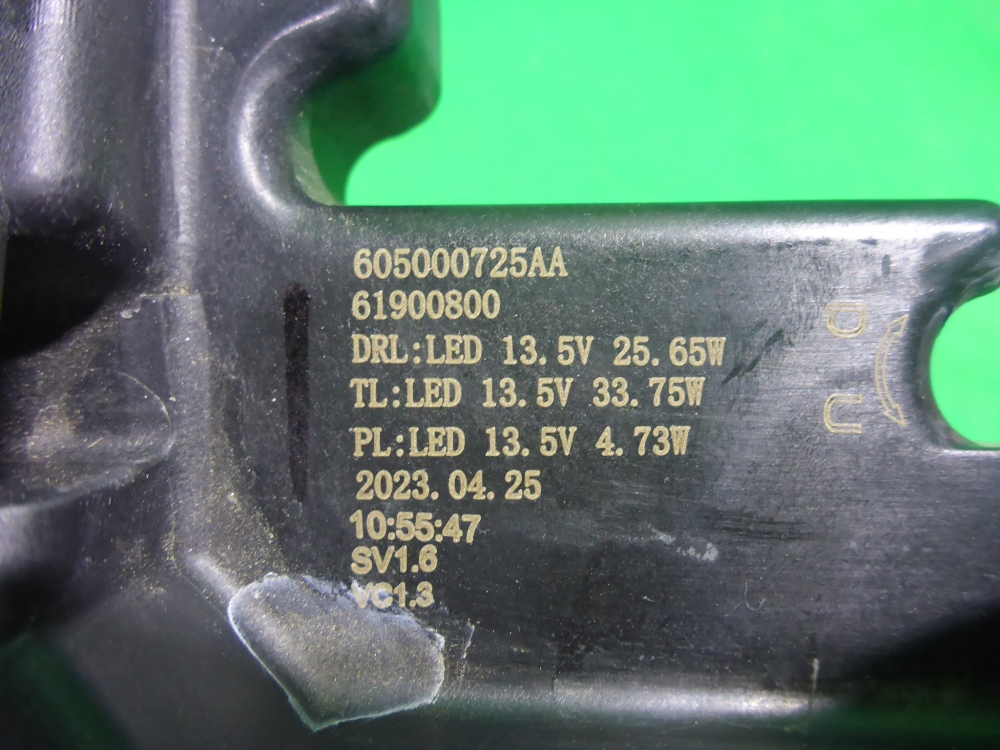 605000725AA
61900800
DRL:LED 13.5V 25.65W
TL:LED 13.5V 33.75W
PL:LED 13.5V 4.73W
2023.04.25
10:55:47
SV1.6
VC1.3
D U